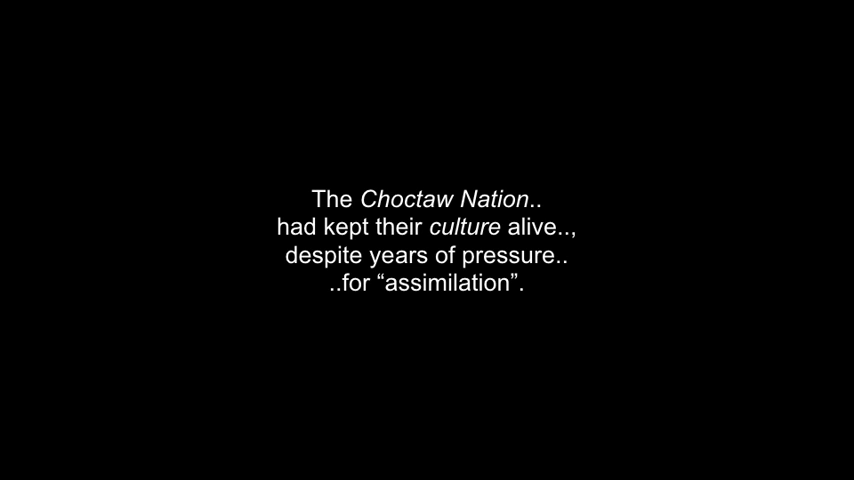 The Choctaw Nation..
had kept their culture alive..,
despite years of pressure..
..for “assimilation”.